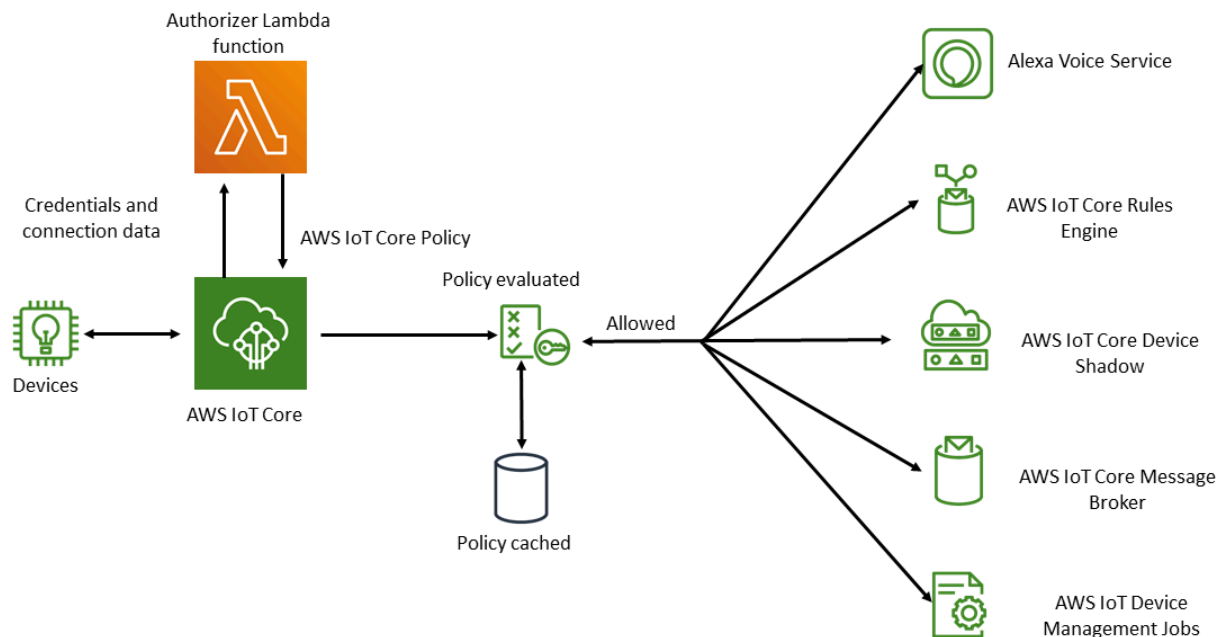 Authorizer Lambda
function
Credentials and
connection data
AWS IoT Core Policy
Devices
AWS IoT Core
Policy evaluated
Policy cached
Allowed
Alexa Voice Service
AWS IoT Core Rules
Engine
AWS IoT Core Device
Shadow
AWS IoT Core Message
Broker
AWS IoT Device
Management Jobs